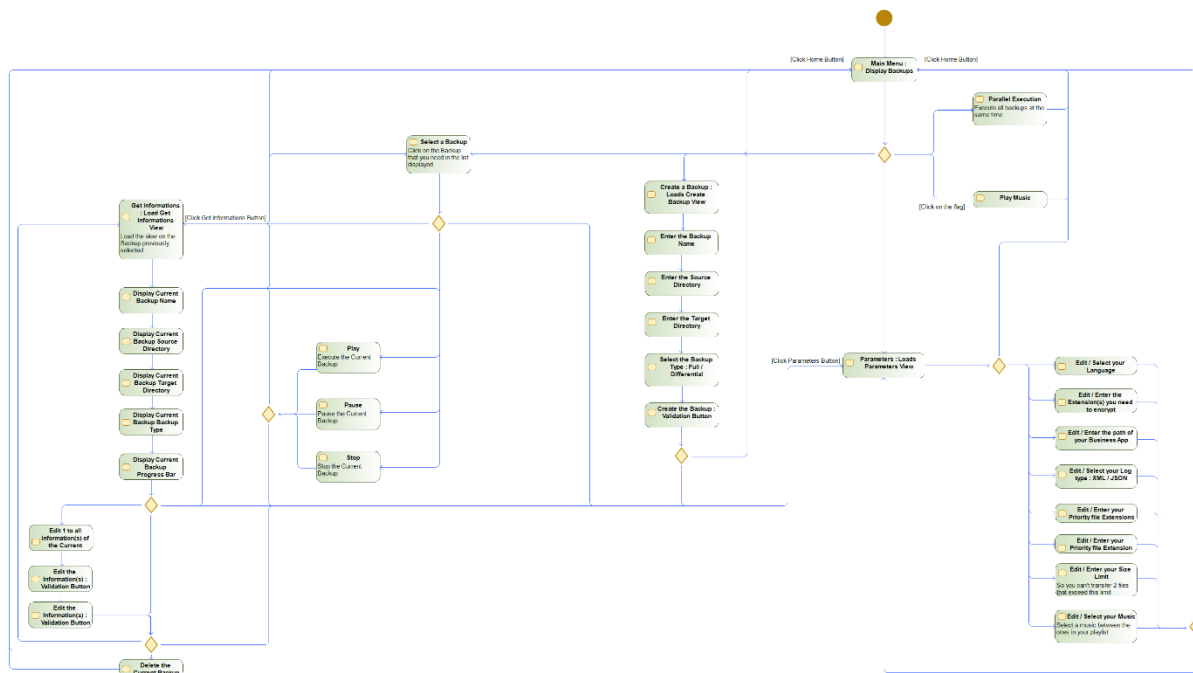 [Click Home Button]
Main Menu :
Display Backups
[Click Home Button]
Parallel Execution
Execute all backups at the
same time
Select a Backup
Click on the Backup
that you need in the list
displayed
Create a Backup :
Loads Create
Backup View
Play Music
[Click on the flag]
Get Informations
: Load Get
Informations
View
Load the view on the
Backup previously
selected
[Click Get Informations Button]
Enter the Backup
Name
Enter the Source
Directory
Enter the Target
Directory
Select the Backup
Type : Full /
Differential
Create the Backup :
Validation Button
Display Current
Backup Name
Display Current
Backup Source
Directory
Display Current
Backup Target
Directory
Display Current
Backup Backup
Type
Display Current
Backup
Progress Bar
Play
Execute the Current
Backup
Pause
Pause the Current
Backup
Stop
Stop the Current
Backup
[Click Parameters Button]
Parameters : Loads
Parameters View
Edit / Select your
Language
Edit / Enter the
Extension(s) you need
to encrypt
Edit / Enter the path of
your Business App
Edit / Select your Log
type : XML / JSON
Edit / Enter your
Priority file Extensions
Edit / Enter your
Priority file Extension
Edit / Enter your Size
Limit
So you can't transfer 2 files
that exceed this limit
Edit / Select your Music
Select a music between the
ones in your playlist
Edit 1 to all
information(s) of
the Current
Edit the
Information(s) :
Validation Button
Edit the
Information(s) :
Validation Button
Delete the
Current Backup